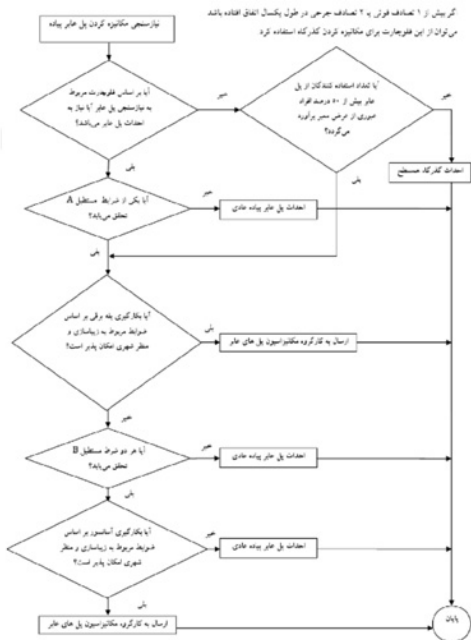 گر بیش از ۱ تصادف فوتی یا ۲ تصادف جرحی در طول یکسال اتفاق افتاده باشد
می‌توان از این فلوچارت برای مکانیزه کردن گذرگاه استفاده کرد
نیازسنجی مکانیزه کردن پل عابر پیاده
آیا بر اساس فلوچارت مربوط
به نیازسنجی پل عابر آیا نیاز به
احداث پل عابر می‌باشد؟
خیر
آیا تعداد استفاده کنندگان از پل
عابر بیش از ۵۰ درصد افراد
عبوری از عرض معبر برآورد
می‌گردد؟
خیر
احداث گذرگاه همسطح
بلی
بلی
آیا یکی از شرایط مستطیل A
تحقق می‌یابد؟
خیر
احداث پل عابر پیاده عادی
بلی
آیا بکارگیری پله برقی بر اساس
ضوابط مربوط به زیباسازی و
منظر شهری امکان پذیر است؟
بلی
ارسال به کارگروه مکانیزاسیون پل های عابر
خیر
آیا هر دو شرط مستطیل B
تحقق می‌یابد؟
خیر
احداث پل عابر پیاده عادی
بلی
آیا بکارگیری آسانسور بر اساس
ضوابط مربوط به زیباسازی و منظر
شهری امکان پذیر است؟
خیر
احداث پل عابر پیاده عادی
بلی
ارسال به کارگروه مکانیزاسیون پل های عابر
پایان